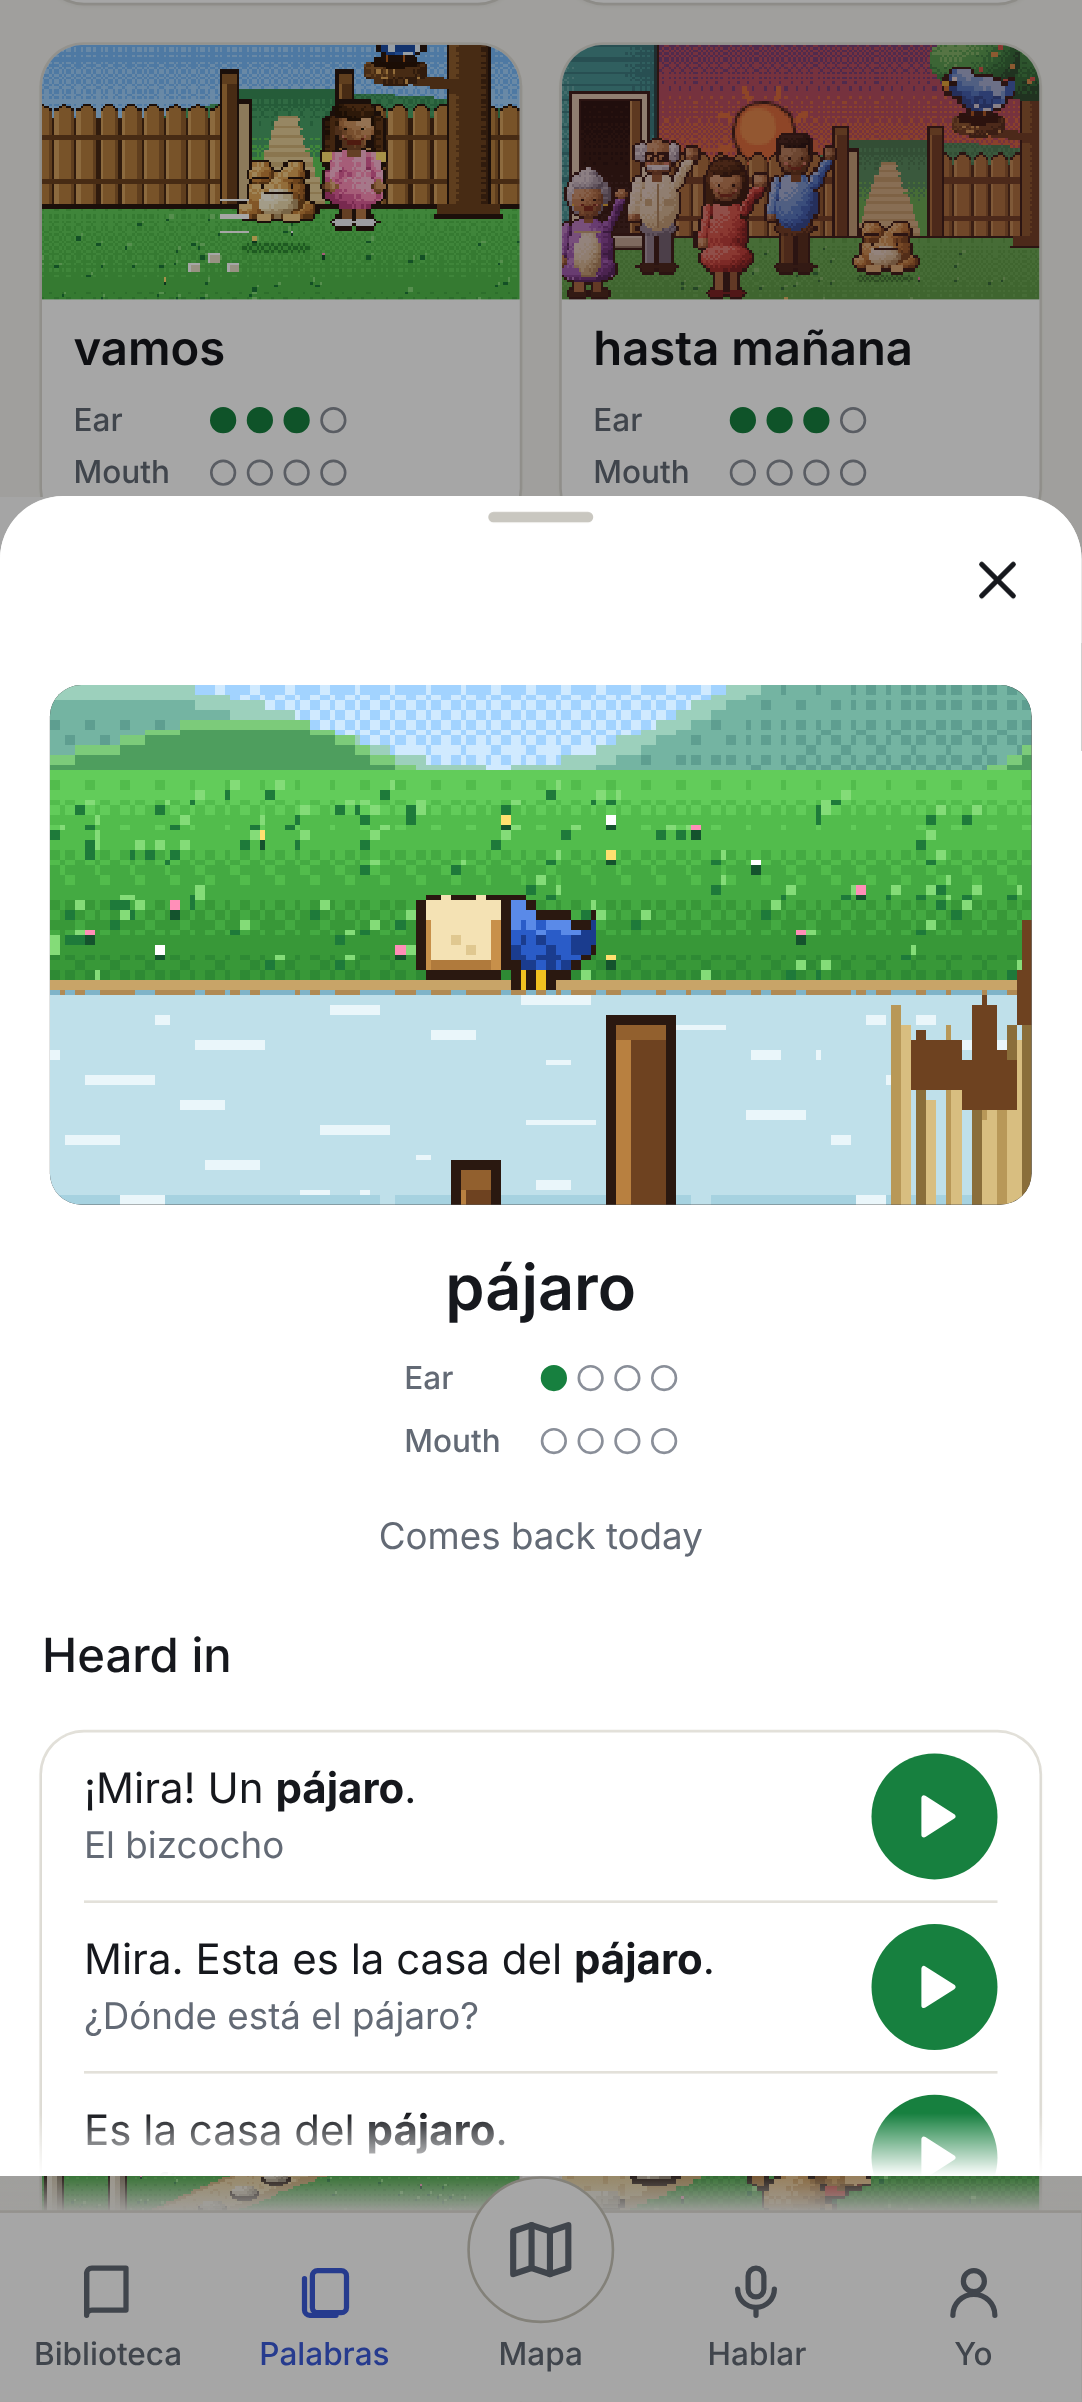 vamos
hasta mañana
Ear
Ear
Mouth
Mouth
pájaro
Ear
Mouth
Comes back today
Heard in
¡Mira! Un pájaro.
El bizcocho
Mira. Esta es la casa del pájaro.
¿Dónde está el pájaro?
Es la casa del pájaro.
Biblioteca
Palabras
Mapa
Hablar
Yo